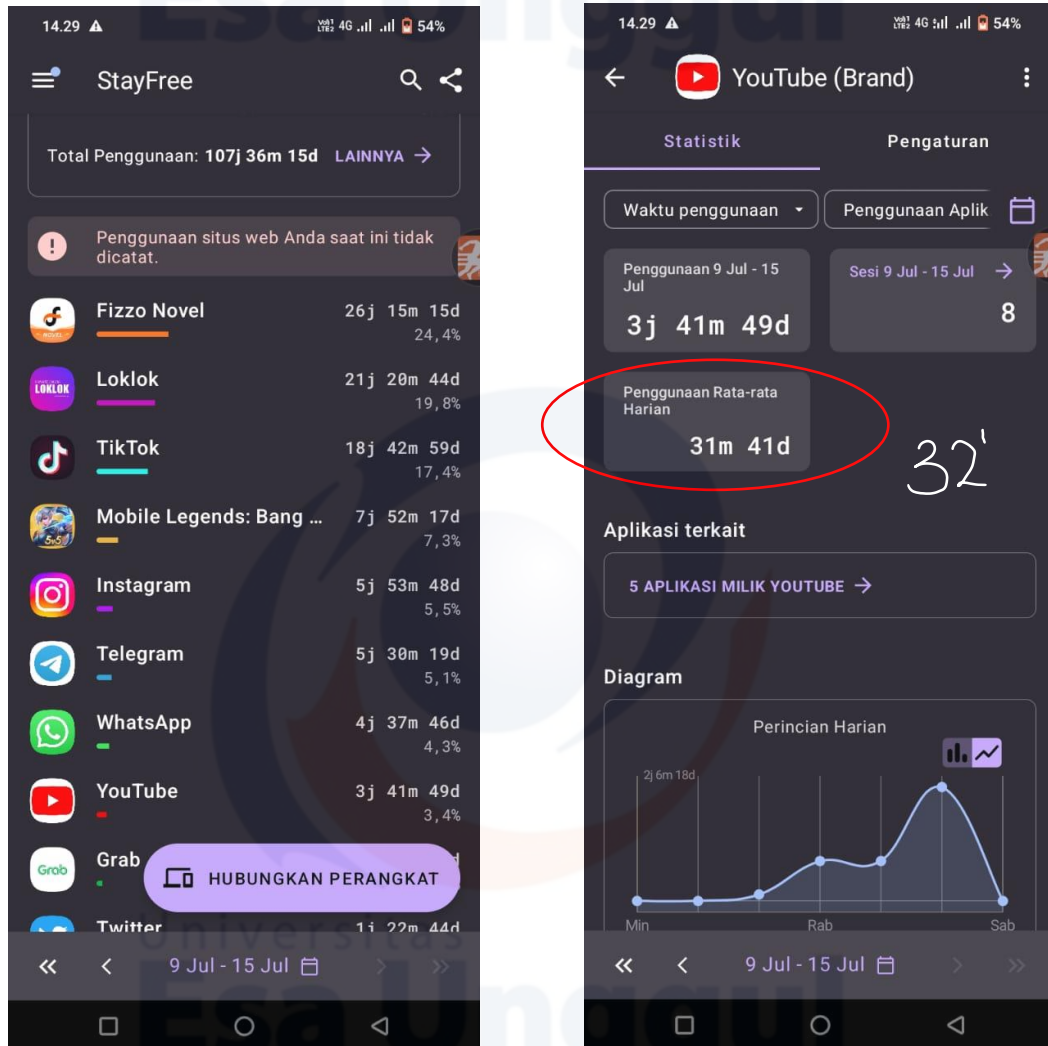 14.29
VoB1 LTE2 4G 54%
StayFree
Total Penggunaan: 107j 36m 15d LAINNYA →
Penggunaan situs web Anda saat ini tidak
dicatat.
Fizzo Novel 26j 15m 15d
24,4%
LOKLOK
Loklok 21j 20m 44d
19,8%
TikTok 18j 42m 59d
17,4%
5v5
Mobile Legends: Bang ... 7j 52m 17d
7,3%
Instagram 5j 53m 48d
5,5%
Telegram 5j 30m 19d
5,1%
WhatsApp 4j 37m 46d
4,3%
YouTube 3j 41m 49d
3,4%
Grab
Grab
HUBUNGKAN PERANGKAT
Twitter 1j 22m 44d
9 Jul - 15 Jul
14.29
4G 54%
YouTube (Brand)
Statistik Pengaturan
Waktu penggunaan Penggunaan Aplik
Penggunaan 9 Jul - 15
Jul
3j 41m 49d
Sesi 9 Jul - 15 Jul →
8
Penggunaan Rata-rata
Harian
31m 41d
32'
Aplikasi terkait
5 APLIKASI MILIK YOUTUBE →
Diagram
Perincian Harian
2j 6m 18d
Min Rab Sab
9 Jul - 15 Jul
Universitas
Esa Unggul